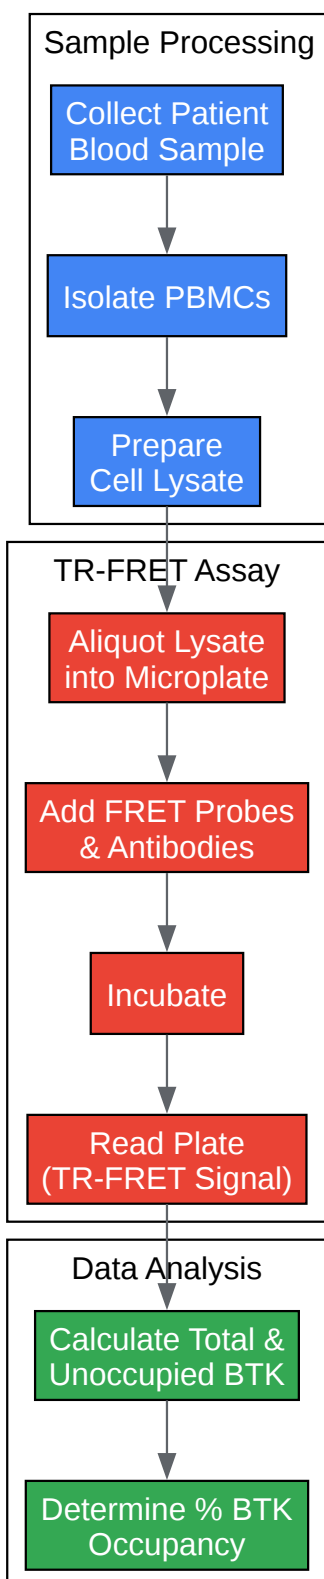 Sample Processing
Collect Patient
Blood Sample
Isolate PBMCs
Prepare
Cell Lysate
TR-FRET Assay
Aliquot Lysate
into Microplate
Add FRET Probes
& Antibodies
Incubate
Read Plate
(TR-FRET Signal)
Data Analysis
Calculate Total &
Unoccupied BTK
Determine % BTK
Occupancy